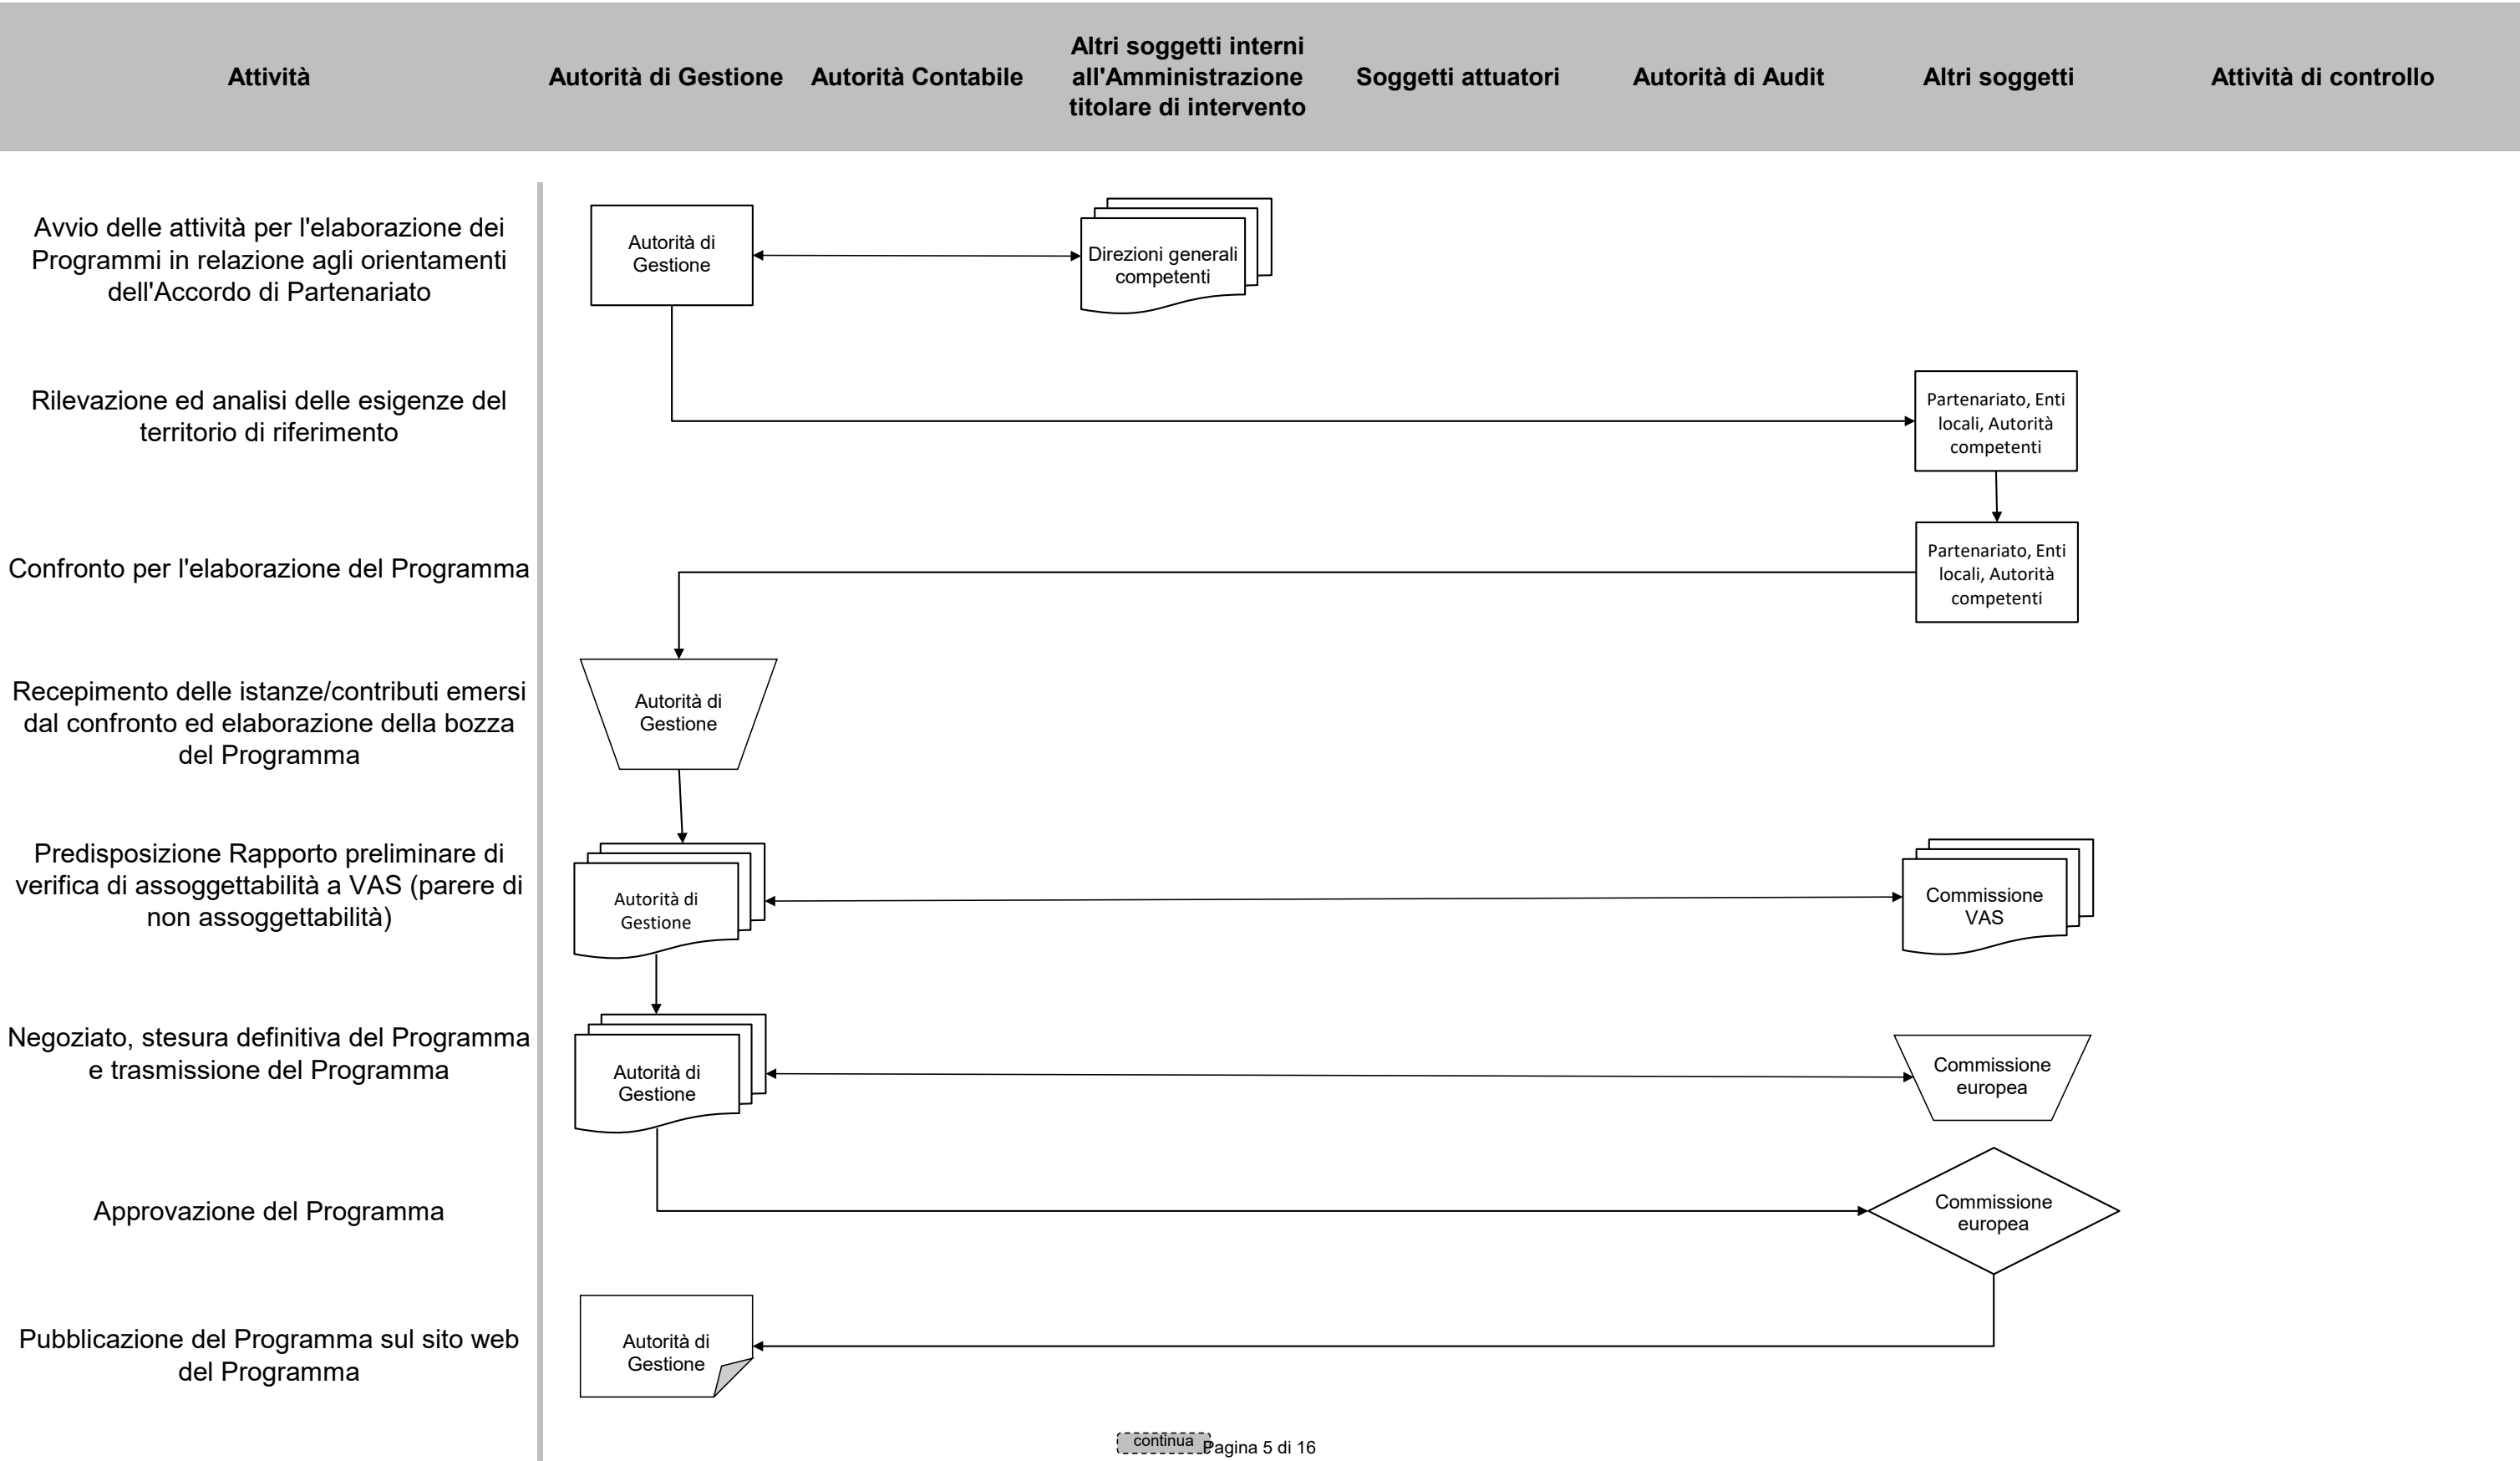 Attività
Autorità di Gestione
Autorità Contabile
Altri soggetti interni
all'Amministrazione
titolare di intervento
Soggetti attuatori
Autorità di Audit
Altri soggetti
Attività di controllo
Avvio delle attività per l'elaborazione dei
Programmi in relazione agli orientamenti
dell'Accordo di Partenariato
Autorità di
Gestione
Direzioni generali
competenti
Rilevazione ed analisi delle esigenze del
territorio di riferimento
Partenariato, Enti
locali, Autorità
competenti
Confronto per l'elaborazione del Programma
Partenariato, Enti
locali, Autorità
competenti
Recepimento delle istanze/contributi emersi
dal confronto ed elaborazione della bozza
del Programma
Autorità di
Gestione
Predisposizione Rapporto preliminare di
verifica di assoggettabilità a VAS (parere di
non assoggettabilità)
Autorità di
Gestione
Commissione
VAS
Negoziato, stesura definitiva del Programma
e trasmissione del Programma
Autorità di
Gestione
Commissione
europea
Approvazione del Programma
Commissione
europea
Pubblicazione del Programma sul sito web
del Programma
Autorità di
Gestione
continua
Pagina 5 di 16